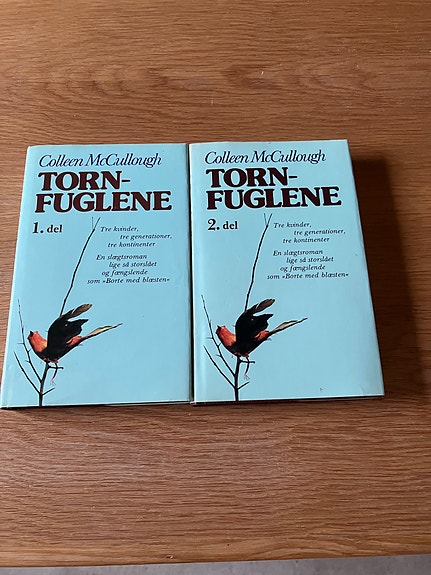 Colleen McCullough
TORN-
FUGLENE
1. del
Tre kvinder,
tre generationer,
tre kontinenter
En slægtsroman
lige så storslået
og fængslende
som »Borte med blæsten«
Colleen McCullough
TORN-
FUGLENE
2. del
Tre kvinder,
tre generationer,
tre kontinenter
En slægtsroman
lige så storslået
og fængslende
som »Borte med blæsten«